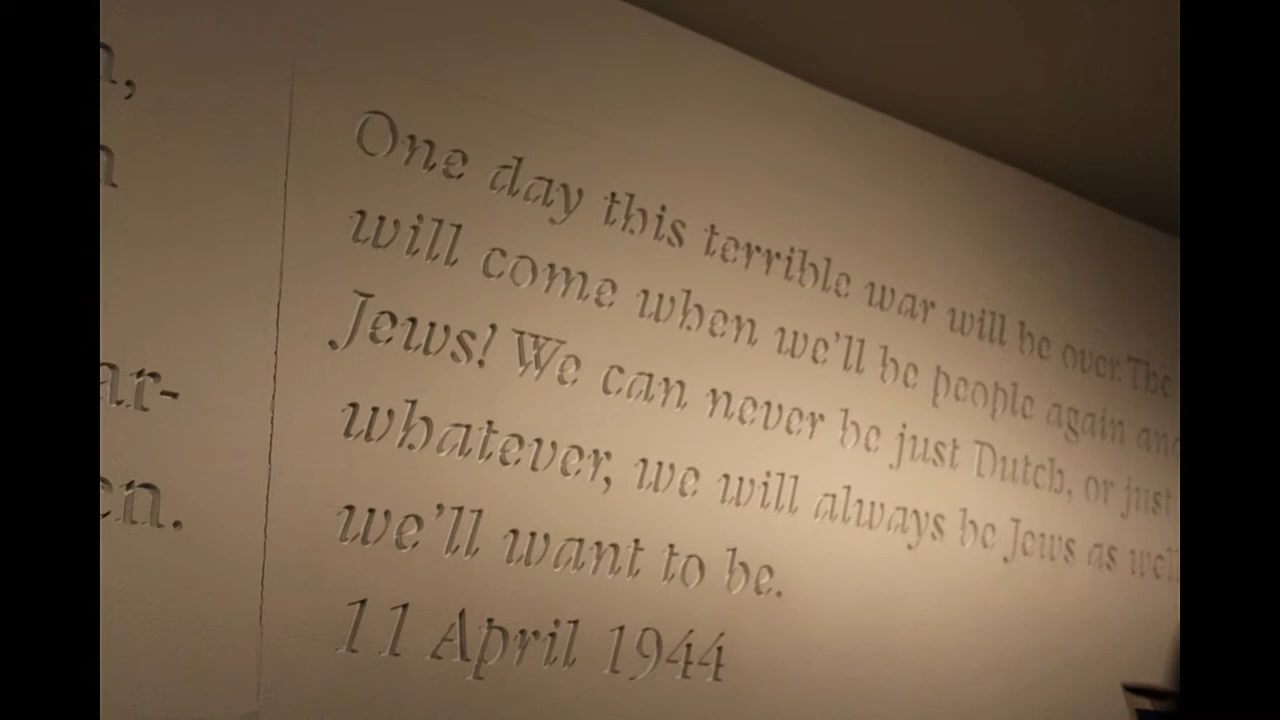 n,
n
ar-
en.
One day this terrible war will be over. The
will come when we'll be people again and
Jews! We can never be just Dutch, or just
whatever, we will always be Jews as well
we'll want to be.
11 April 1944